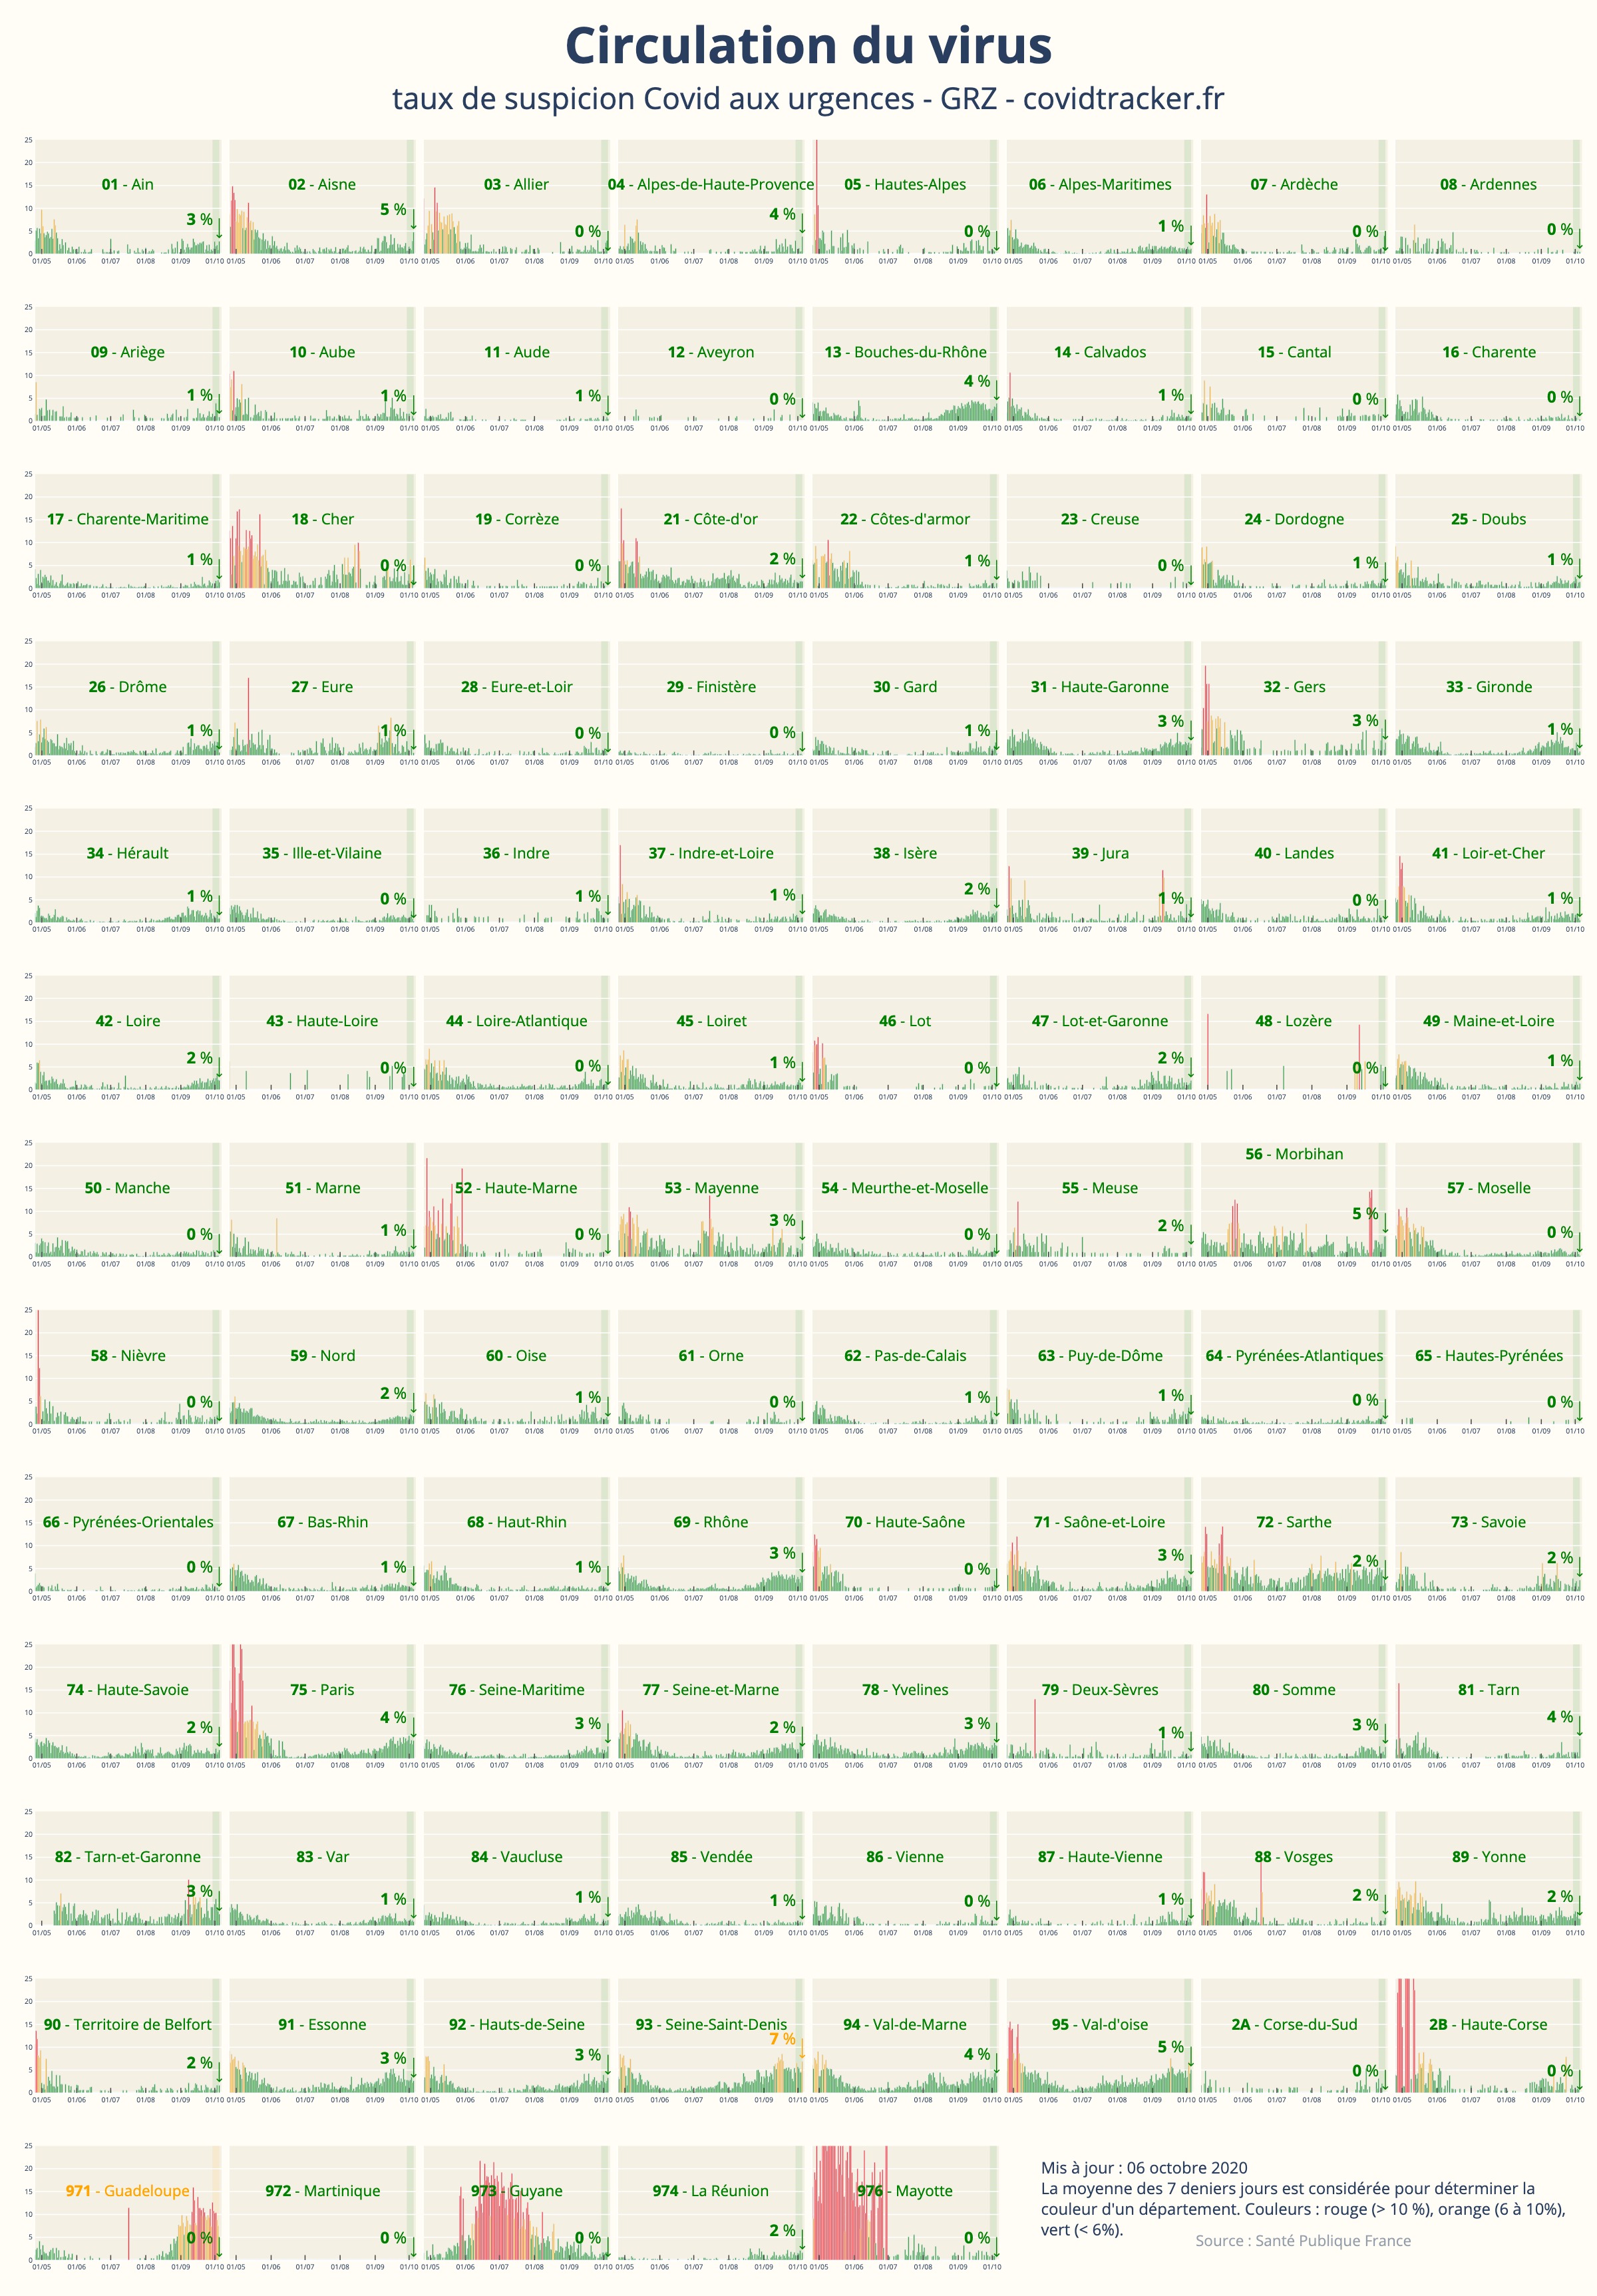 Circulation du virus
taux de suspicion Covid aux urgences - GRZ - covidtracker.fr
25
20
15
10
5
0
01 - Ain
3 %
02 - Aisne
5 %
03 - Allier
0 %
04 - Alpes-de-Haute-Provence
4 %
05 - Hautes-Alpes
0 %
06 - Alpes-Maritimes
1 %
07 - Ardèche
0 %
08 - Ardennes
0 %
01/05 01/06 01/07 01/08 01/09 01/10
09 - Ariège
1 %
10 - Aube
1 %
11 - Aude
1 %
12 - Aveyron
0 %
13 - Bouches-du-Rhône
4 %
14 - Calvados
1 %
15 - Cantal
0 %
16 - Charente
0 %
17 - Charente-Maritime
1 %
18 - Cher
0 %
19 - Corrèze
0 %
21 - Côte-d'or
2 %
22 - Côtes-d'armor
1 %
23 - Creuse
0 %
24 - Dordogne
1 %
25 - Doubs
1 %
26 - Drôme
1 %
27 - Eure
1 %
28 - Eure-et-Loir
0 %
29 - Finistère
0 %
30 - Gard
1 %
31 - Haute-Garonne
3 %
32 - Gers
3 %
33 - Gironde
1 %
34 - Hérault
1 %
35 - Ille-et-Vilaine
0 %
36 - Indre
1 %
37 - Indre-et-Loire
1 %
38 - Isère
2 %
39 - Jura
1 %
40 - Landes
0 %
41 - Loir-et-Cher
1 %
42 - Loire
2 %
43 - Haute-Loire
0 %
44 - Loire-Atlantique
0 %
45 - Loiret
1 %
46 - Lot
0 %
47 - Lot-et-Garonne
2 %
48 - Lozère
0 %
49 - Maine-et-Loire
1 %
50 - Manche
0 %
51 - Marne
1 %
52 - Haute-Marne
0 %
53 - Mayenne
3 %
54 - Meurthe-et-Moselle
0 %
55 - Meuse
2 %
56 - Morbihan
5 %
57 - Moselle
0 %
58 - Nièvre
0 %
59 - Nord
2 %
60 - Oise
1 %
61 - Orne
0 %
62 - Pas-de-Calais
1 %
63 - Puy-de-Dôme
1 %
64 - Pyrénées-Atlantiques
0 %
65 - Hautes-Pyrénées
0 %
66 - Pyrénées-Orientales
0 %
67 - Bas-Rhin
1 %
68 - Haut-Rhin
1 %
69 - Rhône
3 %
70 - Haute-Saône
0 %
71 - Saône-et-Loire
3 %
72 - Sarthe
2 %
73 - Savoie
2 %
74 - Haute-Savoie
2 %
75 - Paris
4 %
76 - Seine-Maritime
3 %
77 - Seine-et-Marne
2 %
78 - Yvelines
3 %
79 - Deux-Sèvres
1 %
80 - Somme
3 %
81 - Tarn
4 %
82 - Tarn-et-Garonne
3 %
83 - Var
1 %
84 - Vaucluse
1 %
85 - Vendée
1 %
86 - Vienne
0 %
87 - Haute-Vienne
1 %
88 - Vosges
2 %
89 - Yonne
2 %
90 - Territoire de Belfort
2 %
91 - Essonne
3 %
92 - Hauts-de-Seine
3 %
93 - Seine-Saint-Denis
7 %
94 - Val-de-Marne
4 %
95 - Val-d'oise
5 %
2A - Corse-du-Sud
0 %
2B - Haute-Corse
0 %
971 - Guadeloupe
0 %
972 - Martinique
0 %
973 - Guyane
0 %
974 - La Réunion
2 %
976 - Mayotte
0 %
Mis à jour : 06 octobre 2020
La moyenne des 7 deniers jours est considérée pour déterminer la
couleur d'un département. Couleurs : rouge (> 10 %), orange (6 à 10%),
vert (< 6%).
Source : Santé Publique France